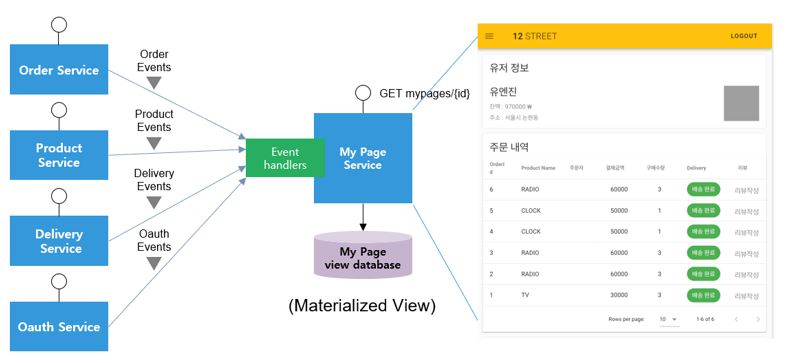 Order Service
Order
Events
Product
Service
Product
Events
Delivery
Service
Delivery
Events
Oauth Service
Oauth
Events
Event
handlers
My Page
Service
GET mypages/{id}
My Page
view database
(Materialized View)
12 STREET LOGOUT
유저 정보
유엔진
잔액 : 970000 ₩
주소 : 서울시 논현동
주문 내역
OrderI
d Product Name 주문자 결제금액 구매수량 Delivery 리뷰
6 RADIO 60000 3 배송 완료 리뷰작성
5 CLOCK 50000 1 배송 완료 리뷰작성
4 CLOCK 50000 1 배송 완료 리뷰작성
3 RADIO 60000 3 배송 완료 리뷰작성
2 RADIO 60000 3 배송 완료 리뷰작성
1 TV 30000 3 배송 완료 리뷰작성
Rows per page: 10 1-6 of 6